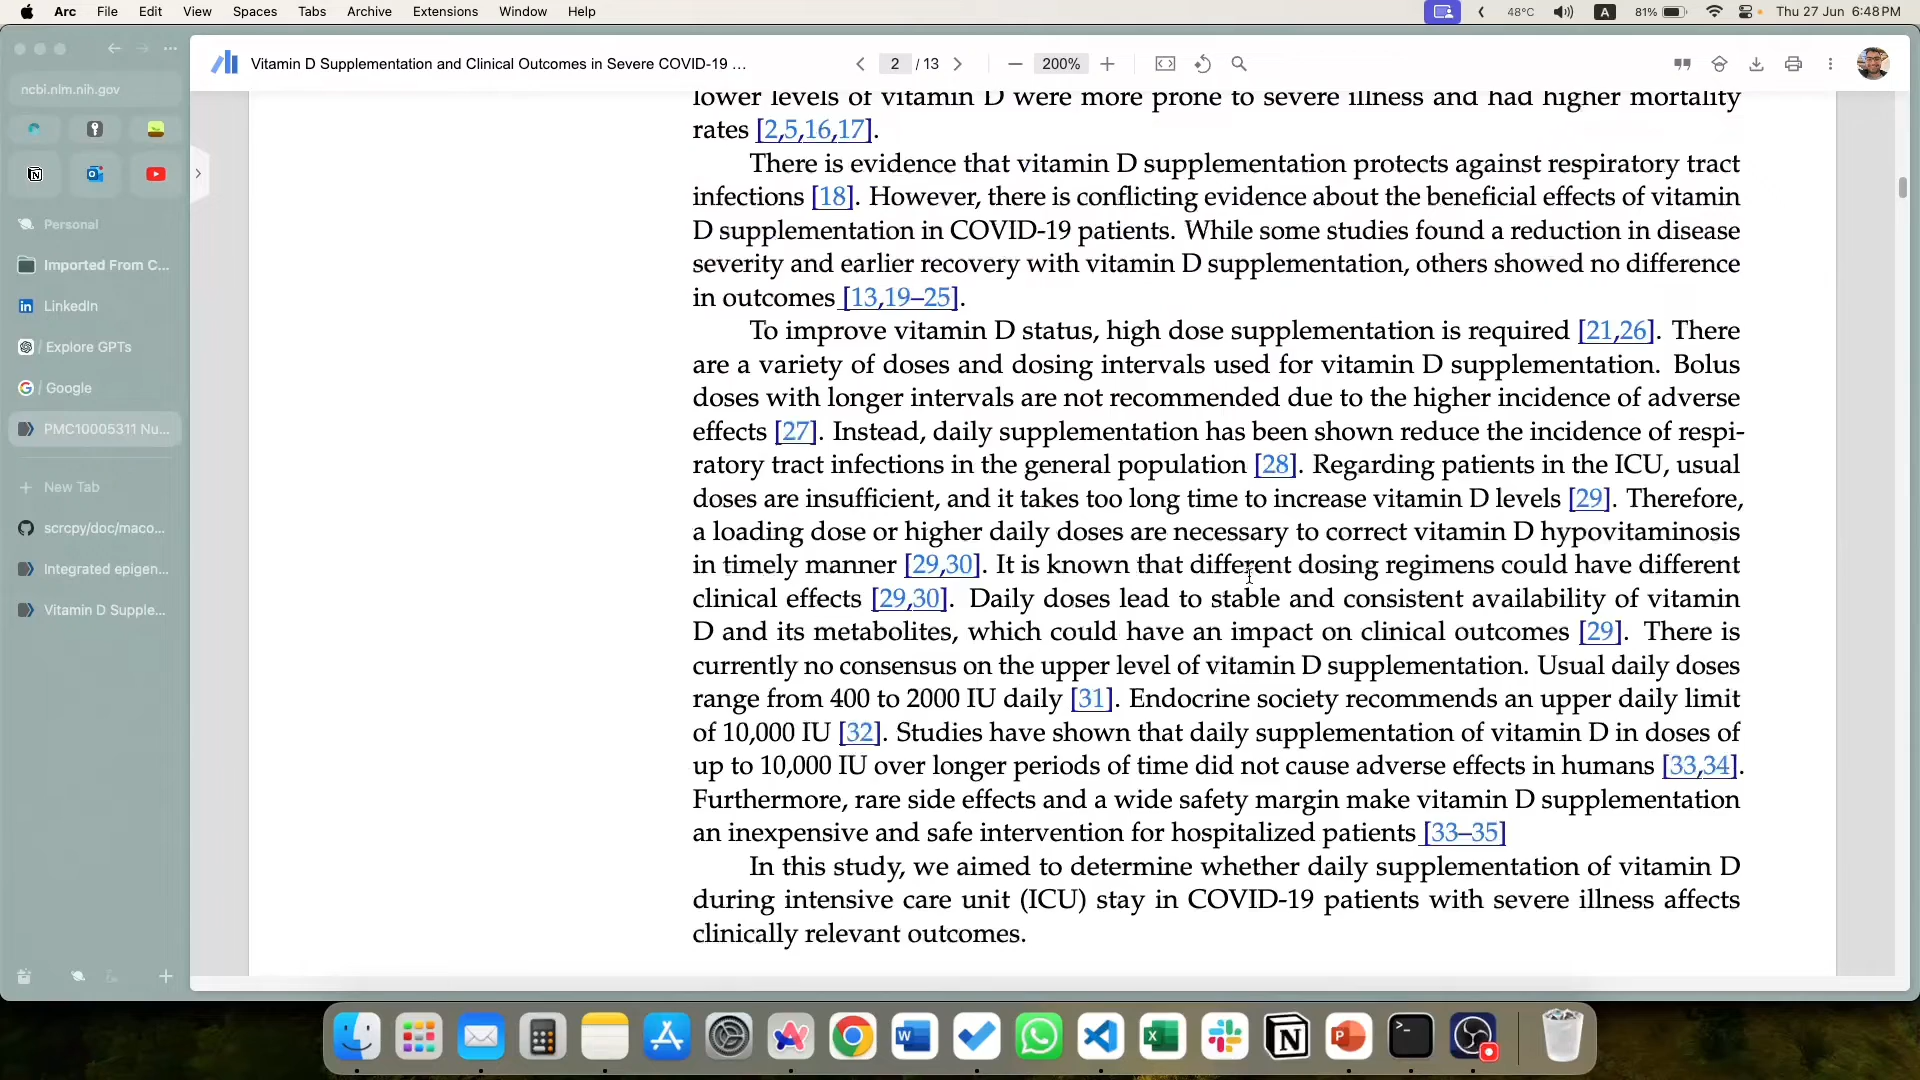 Arc File Edit View Spaces Tabs Archive Extensions Window Help
48°C A 81% Thu 27 Jun 6:48 PM
Vitamin D Supplementation and Clinical Outcomes in Severe COVID-19 ... 2 / 13 200%
ncbi.nlm.nih.gov
Personal
Imported From C...
LinkedIn
/ Explore GPTs
/ Google
PMC10005311 Nu...
New Tab
scrcpy/doc/maco...
Integrated epigen...
Vitamin D Supple...
lower levels of vitamin D were more prone to severe illness and had higher mortality
rates [2,5,16,17].
There is evidence that vitamin D supplementation protects against respiratory tract
infections [18]. However, there is conflicting evidence about the beneficial effects of vitamin
D supplementation in COVID-19 patients. While some studies found a reduction in disease
severity and earlier recovery with vitamin D supplementation, others showed no difference
in outcomes [13,19–25].
To improve vitamin D status, high dose supplementation is required [21,26]. There
are a variety of doses and dosing intervals used for vitamin D supplementation. Bolus
doses with longer intervals are not recommended due to the higher incidence of adverse
effects [27]. Instead, daily supplementation has been shown reduce the incidence of respi-
ratory tract infections in the general population [28]. Regarding patients in the ICU, usual
doses are insufficient, and it takes too long time to increase vitamin D levels [29]. Therefore,
a loading dose or higher daily doses are necessary to correct vitamin D hypovitaminosis
in timely manner [29,30]. It is known that different dosing regimens could have different
clinical effects [29,30]. Daily doses lead to stable and consistent availability of vitamin
D and its metabolites, which could have an impact on clinical outcomes [29]. There is
currently no consensus on the upper level of vitamin D supplementation. Usual daily doses
range from 400 to 2000 IU daily [31]. Endocrine society recommends an upper daily limit
of 10,000 IU [32]. Studies have shown that daily supplementation of vitamin D in doses of
up to 10,000 IU over longer periods of time did not cause adverse effects in humans [33,34].
Furthermore, rare side effects and a wide safety margin make vitamin D supplementation
an inexpensive and safe intervention for hospitalized patients [33–35]
In this study, we aimed to determine whether daily supplementation of vitamin D
during intensive care unit (ICU) stay in COVID-19 patients with severe illness affects
clinically relevant outcomes.